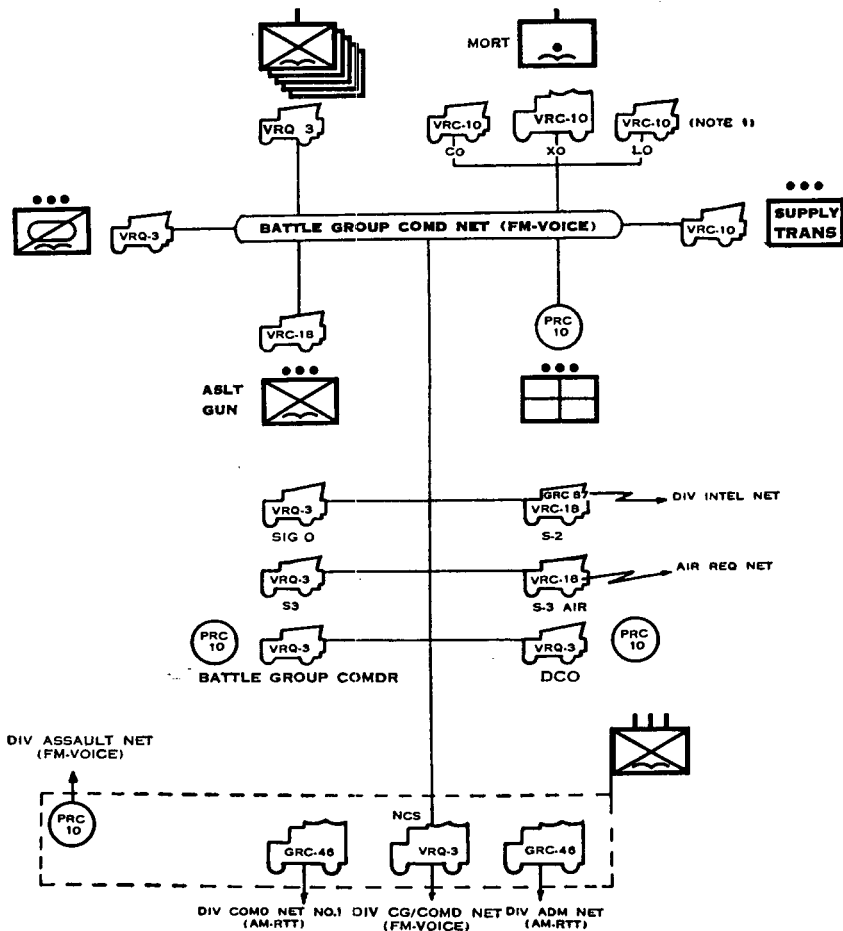 MORT
VRQ 3
VRC-10
VRC-10
VRC-10
(NOTE 1)
CO
XO
LO
VRQ-3
BATTLE GROUP COMD NET (FM-VOICE)
VRC-10
SUPPLY
TRANS
VRC-18
PRC
10
ASLT
GUN
VRQ-3
SIG O
GRC 87
VRC-18
S-2
DIV INTEL NET
VRQ-3
S3
VRC-18
S-3 AIR
AIR REQ NET
PRC
10
VRQ-3
BATTLE GROUP COMDR
VRQ-3
DCO
PRC
10
DIV ASSAULT NET
(FM-VOICE)
PRC
10
NCS
GRC-46
VRQ-3
GRC-46
DIV COMD NET NO.1
(AM-RTT)
DIV CG/COMD NET
(FM-VOICE)
DIV ADM NET
(AM-RTT)